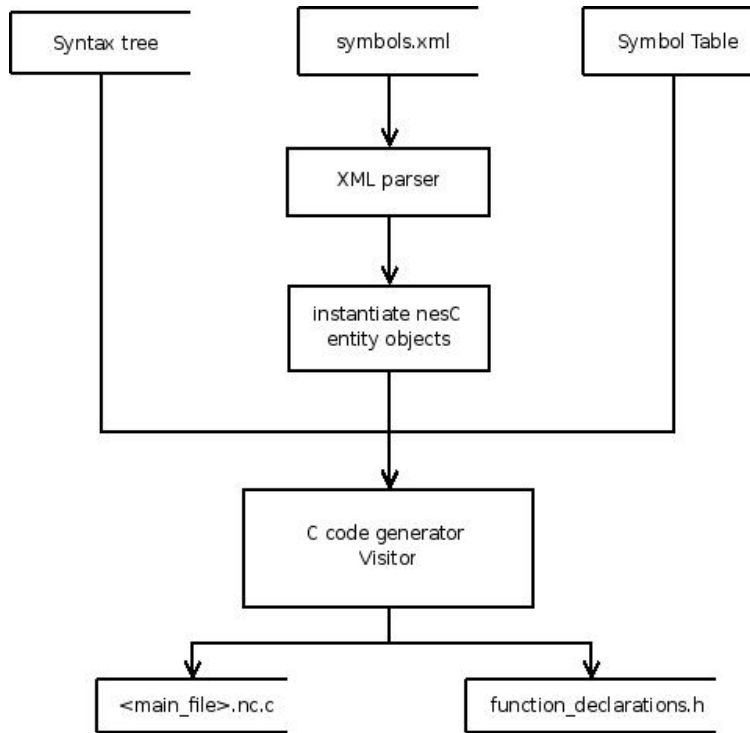 Syntax tree
symbols.xml
Symbol Table
XML parser
instantiate nesC
entity objects
C code generator
Visitor
<main_file>.nc.c
function_declarations.h